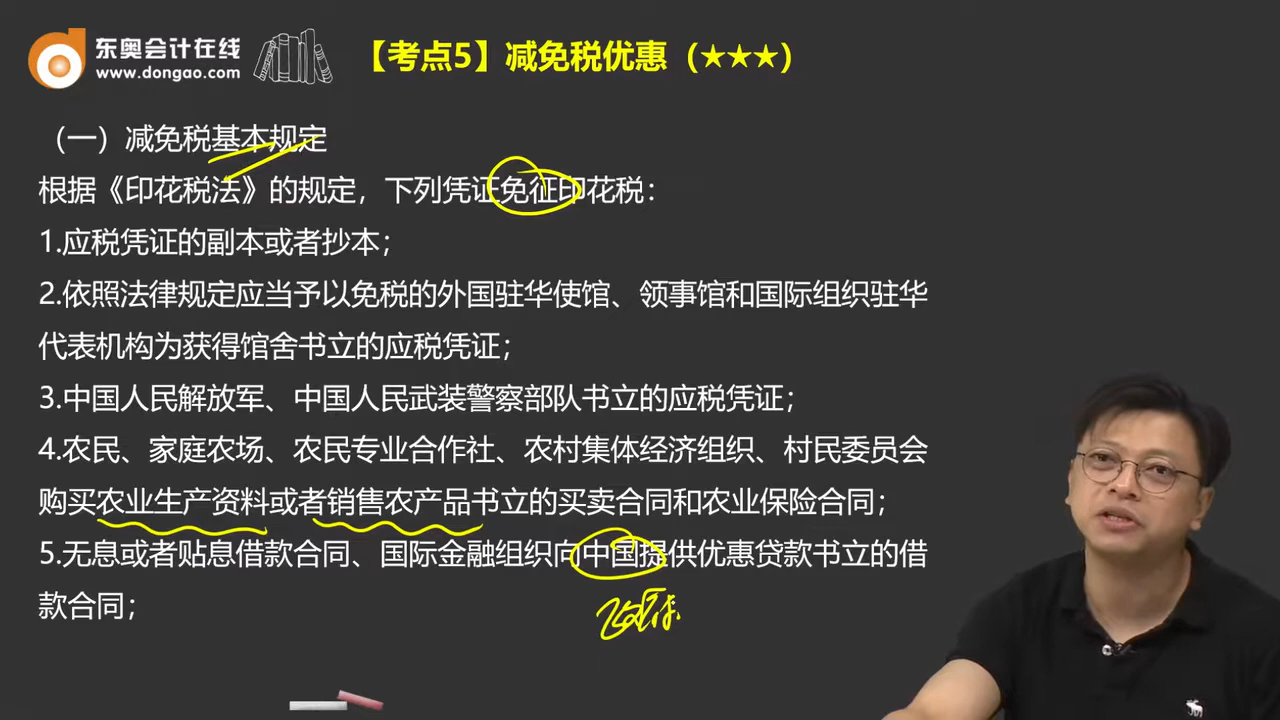 东奥会计在线
www.dongao.com
【考点5】减免税优惠（★★★）
（一）减免税基本规定
根据《印花税法》的规定，下列凭证免征印花税：
1.应税凭证的副本或者抄本；
2.依照法律规定应当予以免税的外国驻华使馆、领事馆和国际组织驻华
代表机构为获得馆舍书立的应税凭证；
3.中国人民解放军、中国人民武装警察部队书立的应税凭证；
4.农民、家庭农场、农民专业合作社、农村集体经济组织、村民委员会
购买农业生产资料或者销售农产品书立的买卖合同和农业保险合同；
5.无息或者贴息借款合同、国际金融组织向中国提供优惠贷款书立的借
款合同；